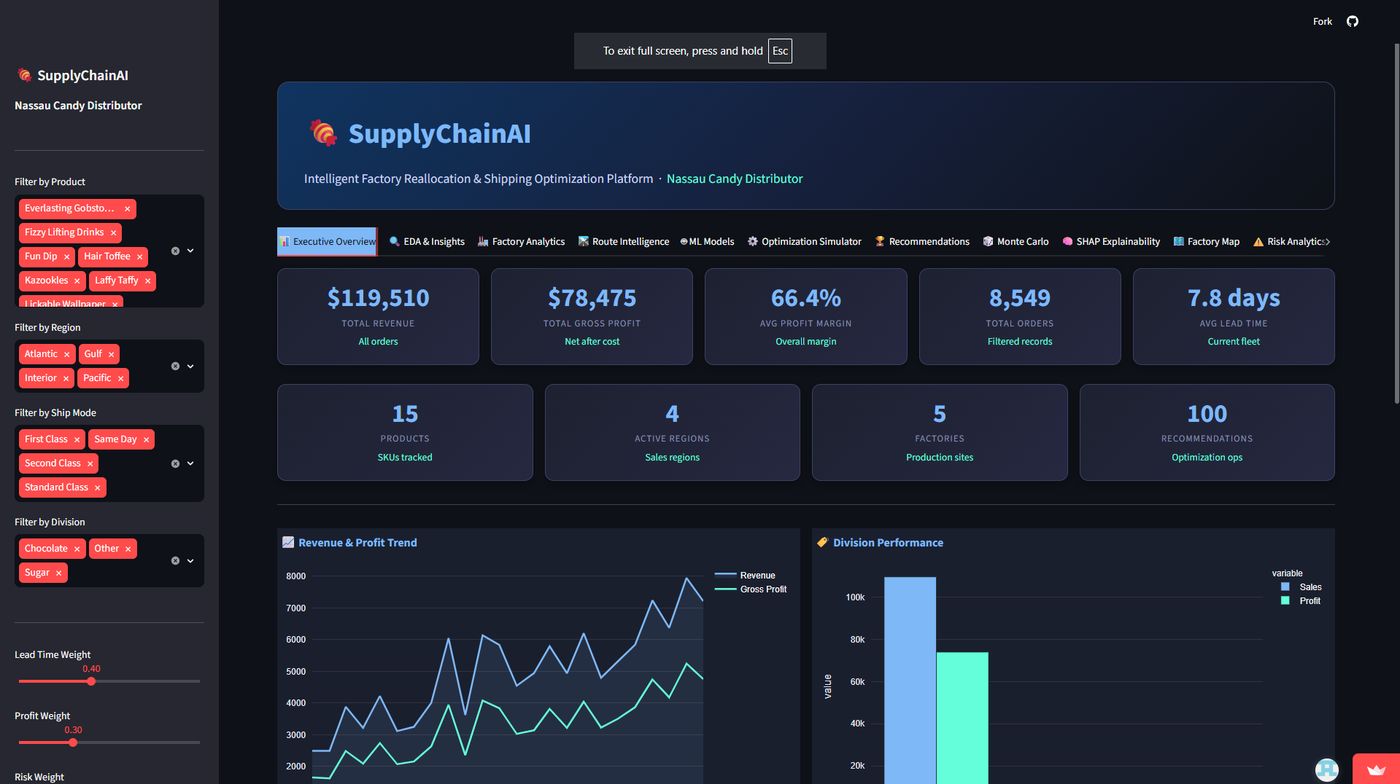 Fork
To exit full screen, press and hold Esc
SupplyChainAI
Nassau Candy Distributor
Filter by Product
Everlasting Gobsto... ×
Fizzy Lifting Drinks ×
Fun Dip × Hair Toffee ×
Kazookles × Laffy Taffy ×
Lickable Wallpaper ×
Filter by Region
Atlantic × Gulf ×
Interior × Pacific ×
Filter by Ship Mode
First Class × Same Day ×
Second Class ×
Standard Class ×
Filter by Division
Chocolate × Other ×
Sugar ×
Lead Time Weight
0.40
Profit Weight
0.30
Risk Weight
SupplyChainAI
Intelligent Factory Reallocation & Shipping Optimization Platform · Nassau Candy Distributor
Executive Overview EDA & Insights Factory Analytics Route Intelligence ML Models Optimization Simulator Recommendations Monte Carlo SHAP Explainability Factory Map Risk Analytics
$119,510
TOTAL REVENUE
All orders
$78,475
TOTAL GROSS PROFIT
Net after cost
66.4%
AVG PROFIT MARGIN
Overall margin
8,549
TOTAL ORDERS
Filtered records
7.8 days
AVG LEAD TIME
Current fleet
15
PRODUCTS
SKUs tracked
4
ACTIVE REGIONS
Sales regions
5
FACTORIES
Production sites
100
RECOMMENDATIONS
Optimization ops
Revenue & Profit Trend
8000
7000
6000
5000
4000
3000
2000
Revenue
Gross Profit
Division Performance
value
100k
80k
60k
40k
20k
variable
Sales
Profit